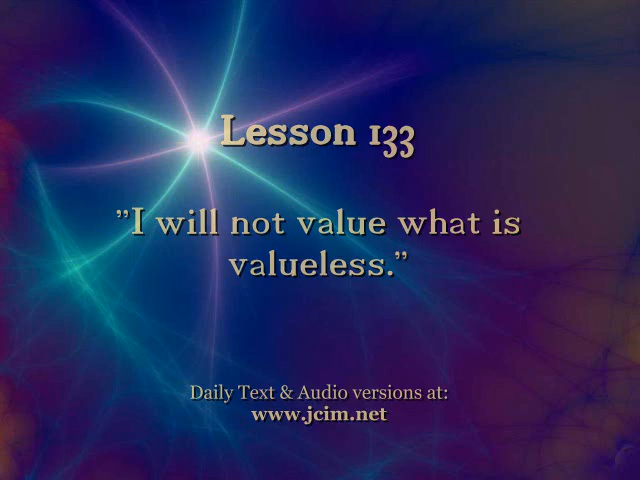 Lesson 133
"I will not value what is
valueless."
Daily Text & Audio versions at:
www.jcim.net